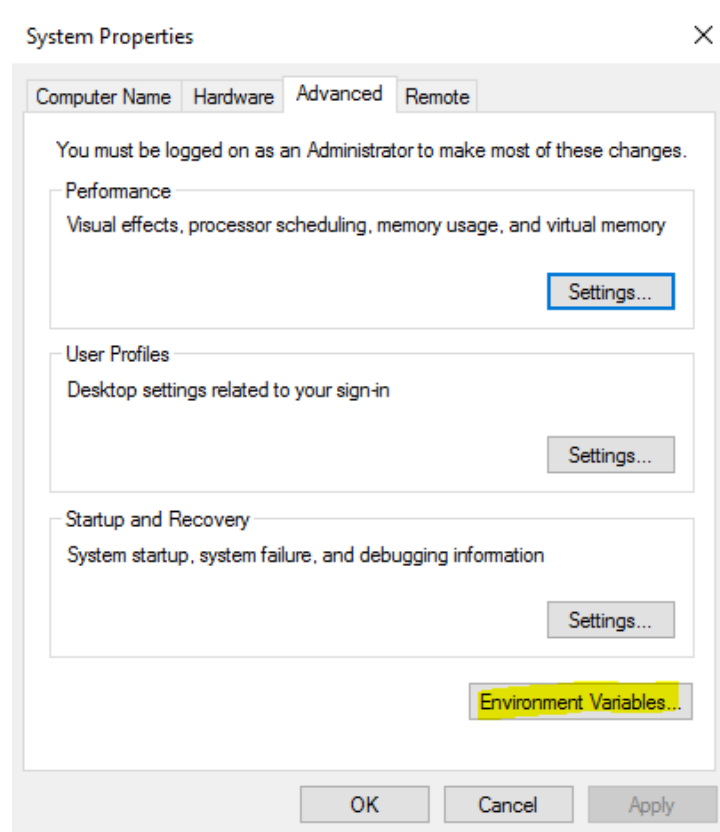 System Properties
Computer Name Hardware Advanced Remote
You must be logged on as an Administrator to make most of these changes.
Performance
Visual effects, processor scheduling, memory usage, and virtual memory
Settings...
User Profiles
Desktop settings related to your sign-in
Settings...
Startup and Recovery
System startup, system failure, and debugging information
Settings...
Environment Variables...
OK Cancel Apply